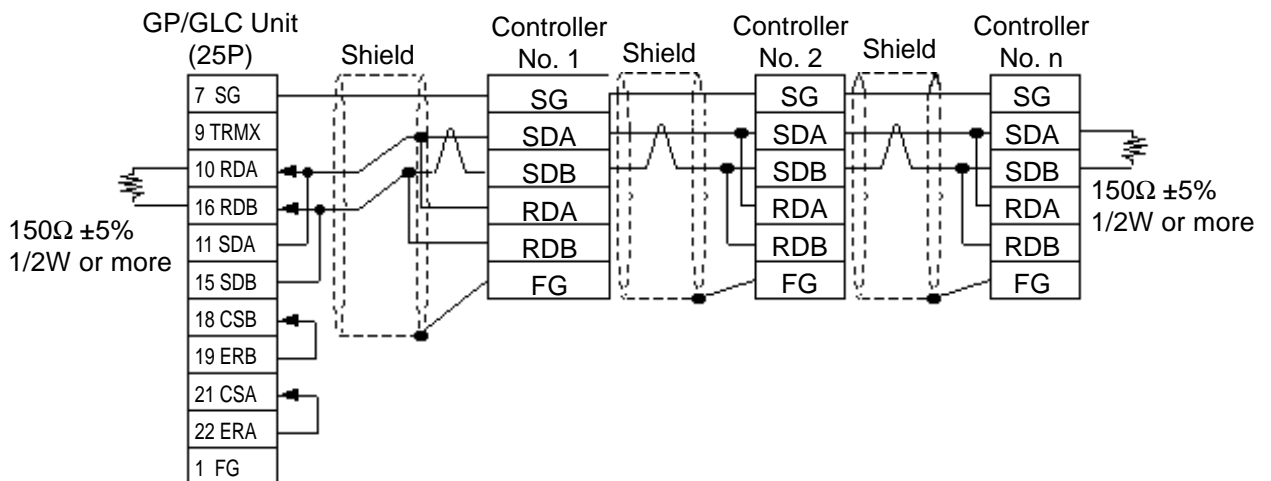 GP/GLC Unit
(25P)
7 SG
9 TRMX
10 RDA
16 RDB
11 SDA
15 SDB
18 CSB
19 ERB
21 CSA
22 ERA
1 FG
150Ω ±5%
1/2W or more
Shield
Controller
No. 1
SG
SDA
SDB
RDA
RDB
FG
Shield
Controller
No. 2
SG
SDA
SDB
RDA
RDB
FG
Shield
Controller
No. n
SG
SDA
SDB
RDA
RDB
FG
150Ω ±5%
1/2W or more